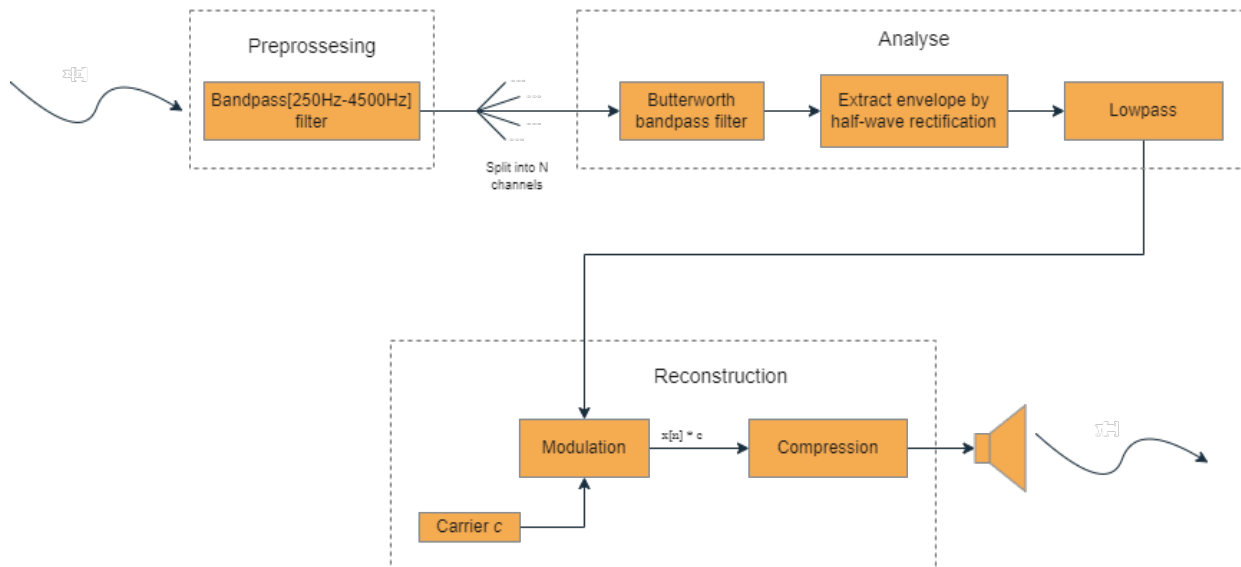 Preprossesing
Analyse
x[n]
Bandpass[250Hz-4500Hz]
filter
Split into N
channels
Butterworth
bandpass filter
Extract envelope by
half-wave rectification
Lowpass
Reconstruction
Modulation
x[n] * c
Compression
Carrier c